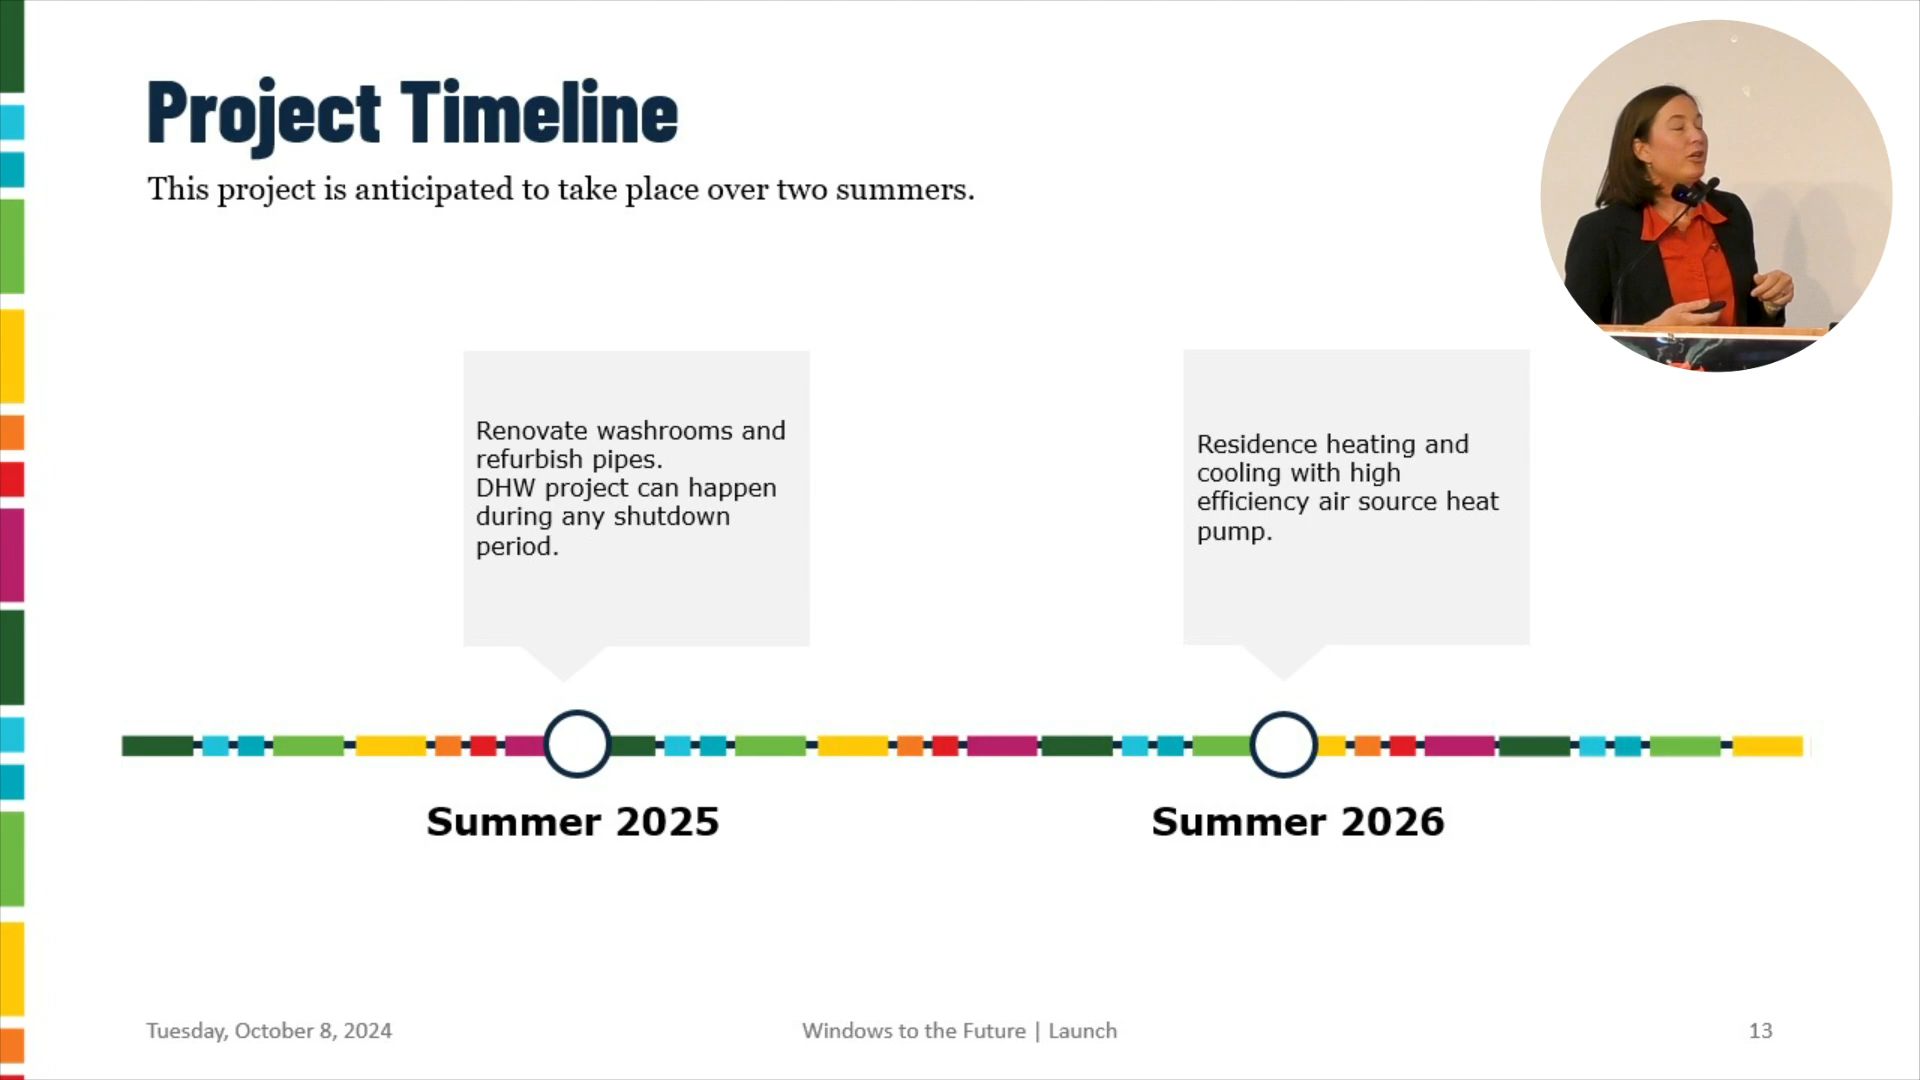 Project Timeline
This project is anticipated to take place over two summers.
Renovate washrooms and
refurbish pipes.
DHW project can happen
during any shutdown
period.
Residence heating and
cooling with high
efficiency air source heat
pump.
Summer 2025
Summer 2026
Tuesday, October 8, 2024
Windows to the Future | Launch
13